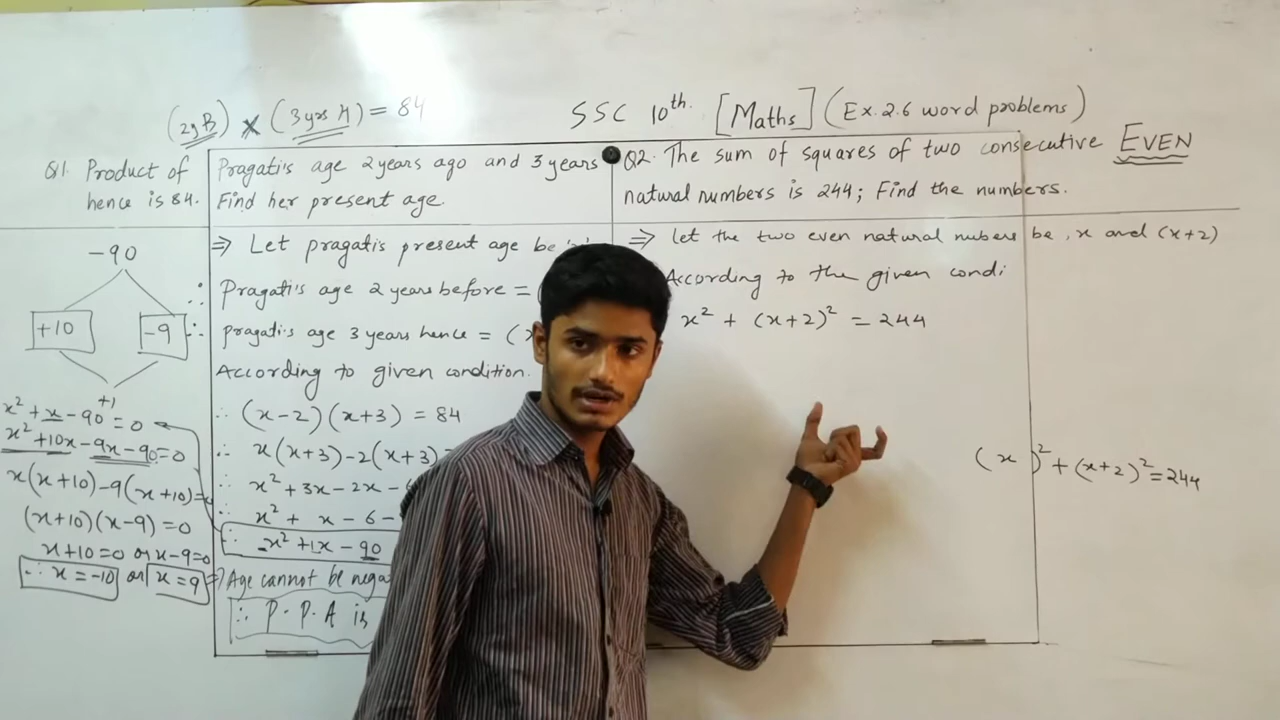 (2yB) x (3yrs H) = 84
SSC 10th. [Maths] (Ex.2.6 word problems)
Q1. Product of Pragati's age 2years ago and 3years
hence is 84. Find her present age.
-90
+10 -9
+1
x² + x - 90 = 0
x² + 10x - 9x - 90 = 0
x(x+10) - 9(x+10) =
(x+10)(x-9) = 0
x+10=0 or x-9=0
∴ x = -10 or x = 9
⇒ Let pragatis present age be
∴ Pragati's age 2 years before = (
∴ pragati's age 3 years hence = (x
According to given condition.
∴ (x-2)(x+3) = 84
∴ x(x+3) - 2(x+3)
∴ x² + 3x - 2x -
∴ x² + x - 6 -
∴ x² + 1x - 90
⇒ Age cannot be nega
∴ P.P.A is
Q2. The sum of squares of two consecutive EVEN
natural numbers is 244; Find the numbers.
⇒ let the two even natural nubers be, x and (x+2)
According to the given condi
x² + (x+2)² = 244
(x )² + (x+2)² = 244